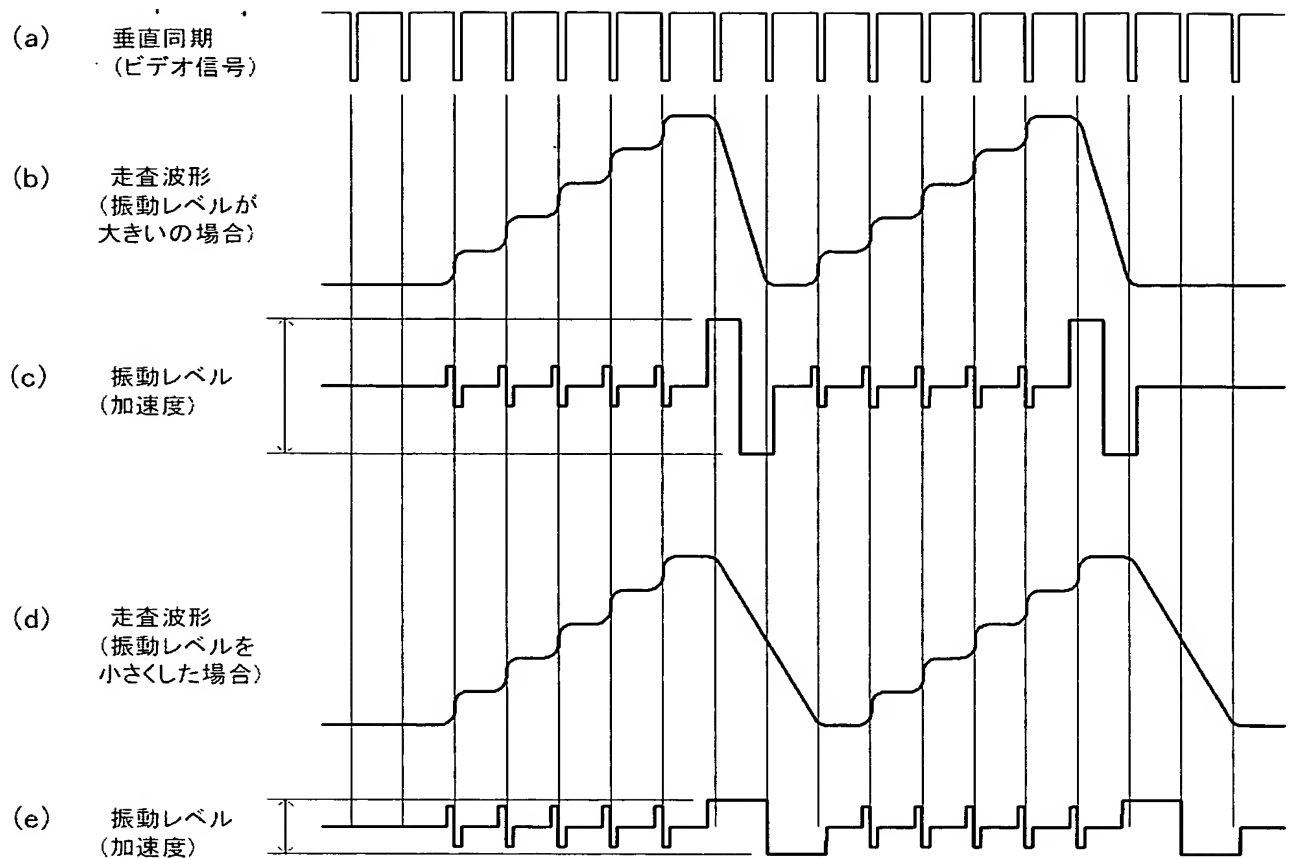 (a) 垂直同期
(ビデオ信号)
(b) 走査波形
(振動レベルが
大きいの場合)
(c) 振動レベル
(加速度)
(d) 走査波形
(振動レベルを
小さくした場合)
(e) 振動レベル
(加速度)